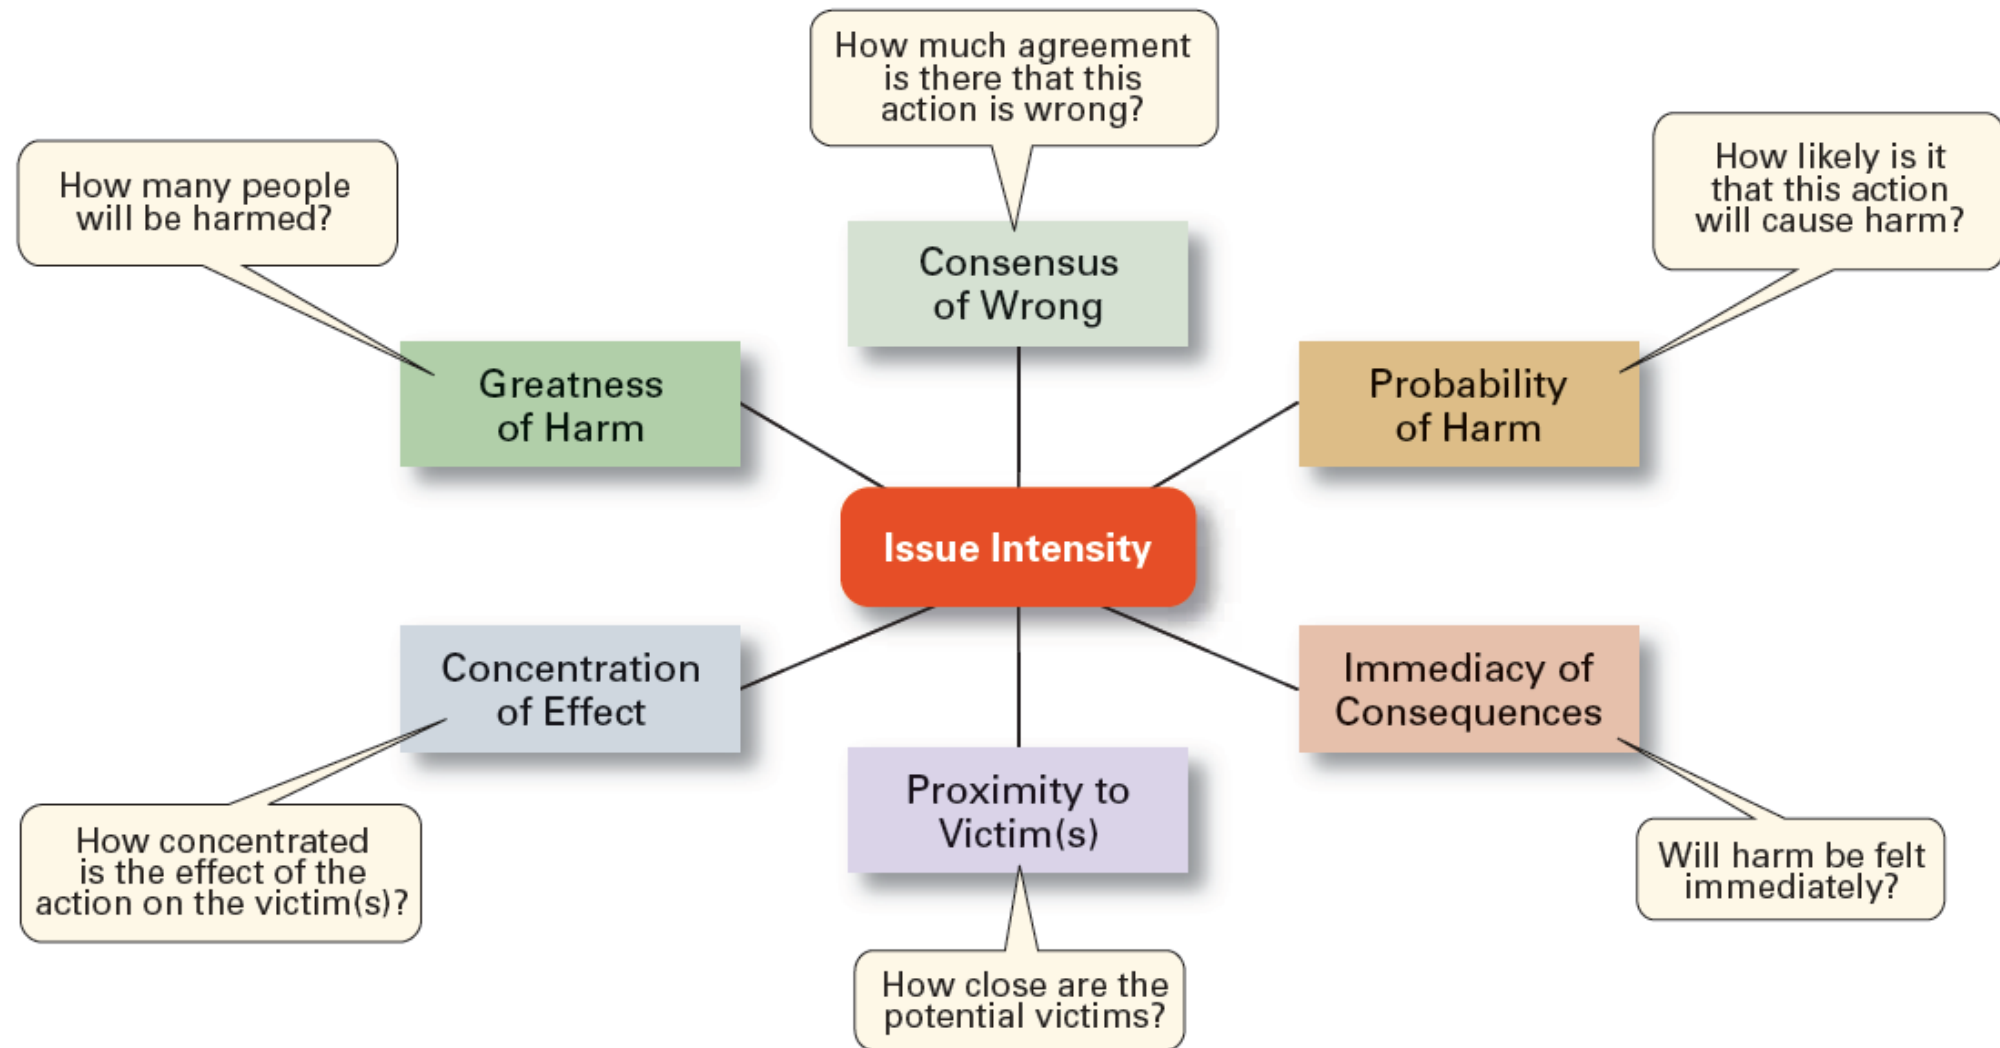 How much agreement
is there that this
action is wrong?
How many people
will be harmed?
How likely is it
that this action
will cause harm?
Consensus
of Wrong
Greatness
of Harm
Probability
of Harm
Issue Intensity
Concentration
of Effect
Immediacy of
Consequences
Proximity to
Victim(s)
How concentrated
is the effect of the
action on the victim(s)?
Will harm be felt
immediately?
How close are the
potential victims?